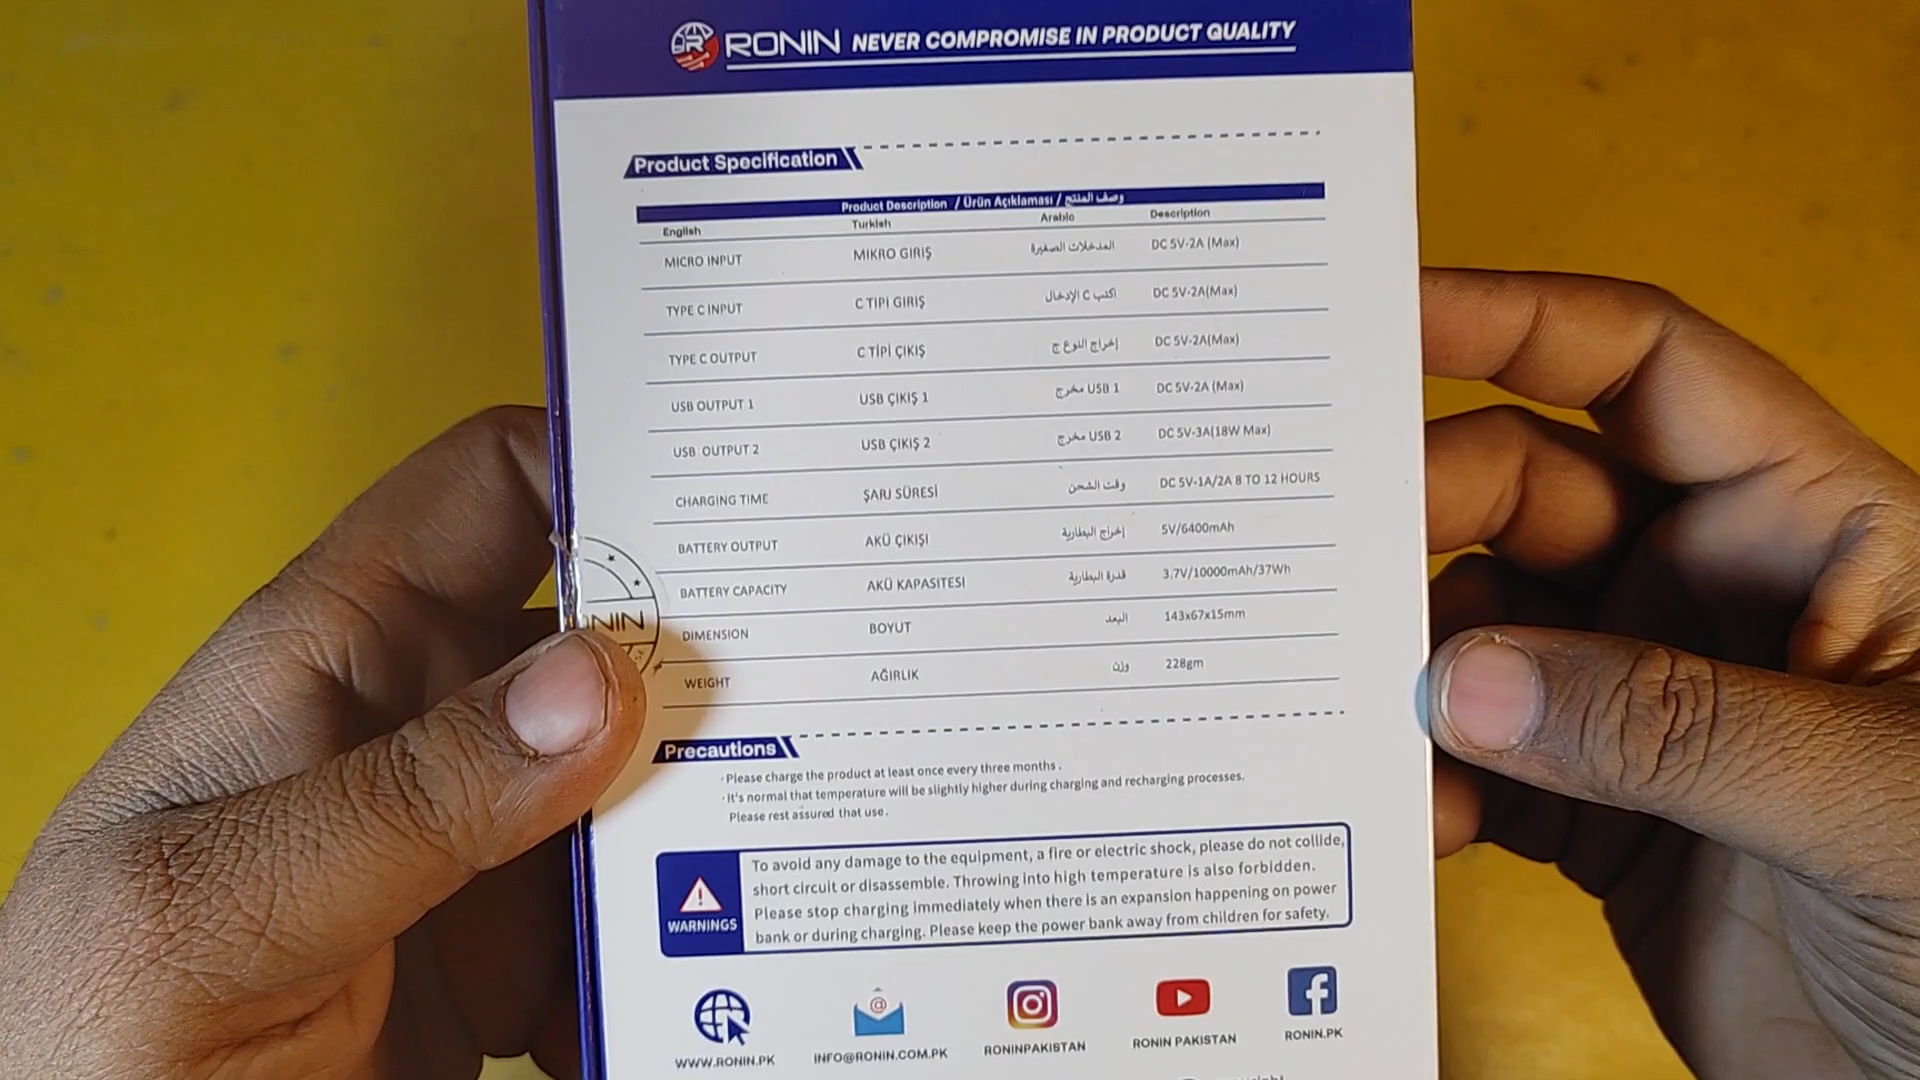 RONIN NEVER COMPROMISE IN PRODUCT QUALITY
Product Specification
Product Description / Ürün Açıklaması / وصف المنتج
English Turkish Arabic Description
MICRO INPUT MIKRO GIRIŞ المدخلات الصغيرة DC 5V-2A (Max)
TYPE C INPUT C TIPI GIRIŞ اكتب C الإدخال DC 5V-2A(Max)
TYPE C OUTPUT C TİPİ ÇIKIŞ إخراج النوع ج DC 5V-2A(Max)
USB OUTPUT 1 USB ÇIKIŞ 1 مخرج USB 1 DC 5V-2A (Max)
USB OUTPUT 2 USB ÇIKIŞ 2 مخرج USB 2 DC 5V-3A(18W Max)
CHARGING TIME ŞARJ SÜRESİ وقت الشحن DC 5V-1A/2A 8 TO 12 HOURS
BATTERY OUTPUT AKÜ ÇIKIŞI إخراج البطارية 5V/6400mAh
BATTERY CAPACITY AKÜ KAPASITESI قدرة البطارية 3.7V/10000mAh/37Wh
DIMENSION BOYUT البعد 143x67x15mm
WEIGHT AĞIRLIK وزن 228gm
Precautions
·Please charge the product at least once every three months .
·It's normal that temperature will be slightly higher during charging and recharging processes.
Please rest assured that use.
WARNINGS
To avoid any damage to the equipment, a fire or electric shock, please do not collide,
short circuit or disassemble. Throwing into high temperature is also forbidden.
Please stop charging immediately when there is an expansion happening on power
bank or during charging. Please keep the power bank away from children for safety.
WWW.RONIN.PK INFO@RONIN.COM.PK RONINPAKISTAN RONIN PAKISTAN RONIN.PK